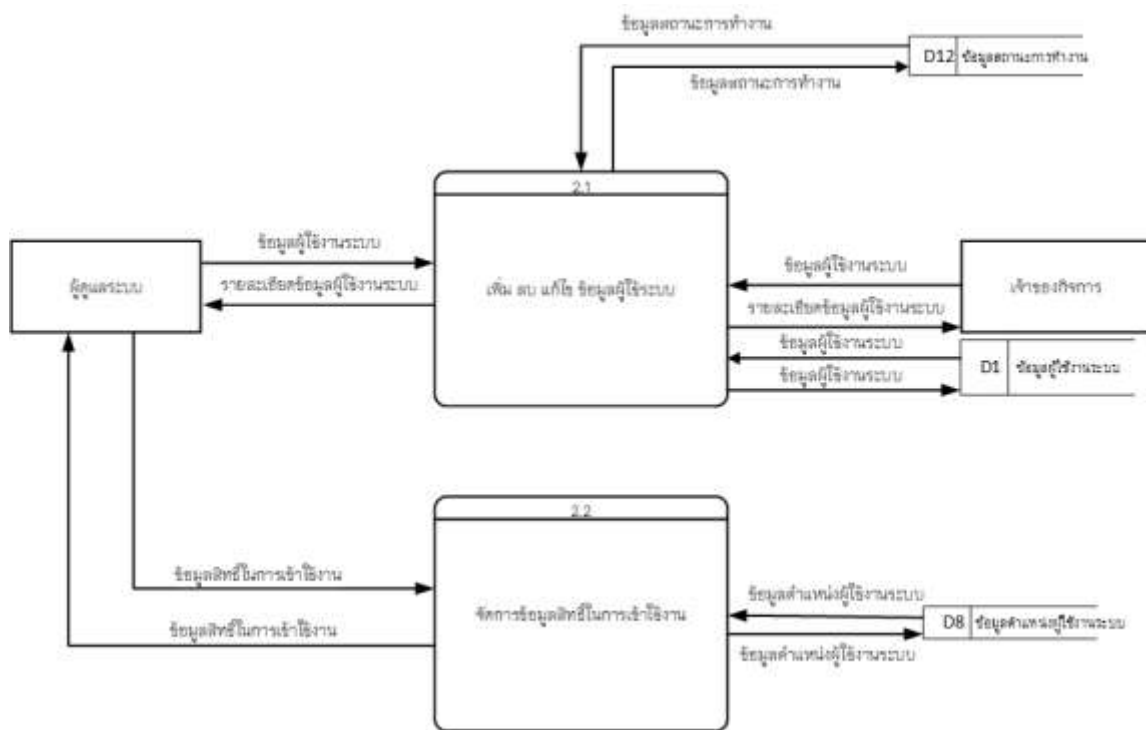 ข้อมูลสถานะการทำงาน
D12 ข้อมูลสถานะการทำงาน
ข้อมูลสถานะการทำงาน
2.1
ข้อมูลผู้ใช้งานระบบ
ข้อมูลผู้ใช้งานระบบ
ผู้ดูแลระบบ
รายละเอียดข้อมูลผู้ใช้งานระบบ
เพิ่ม ลบ แก้ไข ข้อมูลผู้ใช้ระบบ
เจ้าของกิจการ
รายละเอียดข้อมูลผู้ใช้งานระบบ
ข้อมูลผู้ใช้งานระบบ
D1 ข้อมูลผู้ใช้งานระบบ
ข้อมูลผู้ใช้งานระบบ
2.2
ข้อมูลสิทธิ์ในการเข้าใช้งาน
ข้อมูลตำแหน่งผู้ใช้งานระบบ
จัดการข้อมูลสิทธิ์ในการเข้าใช้งาน
D8 ข้อมูลตำแหน่งผู้ใช้งานระบบ
ข้อมูลสิทธิ์ในการเข้าใช้งาน
ข้อมูลตำแหน่งผู้ใช้งานระบบ